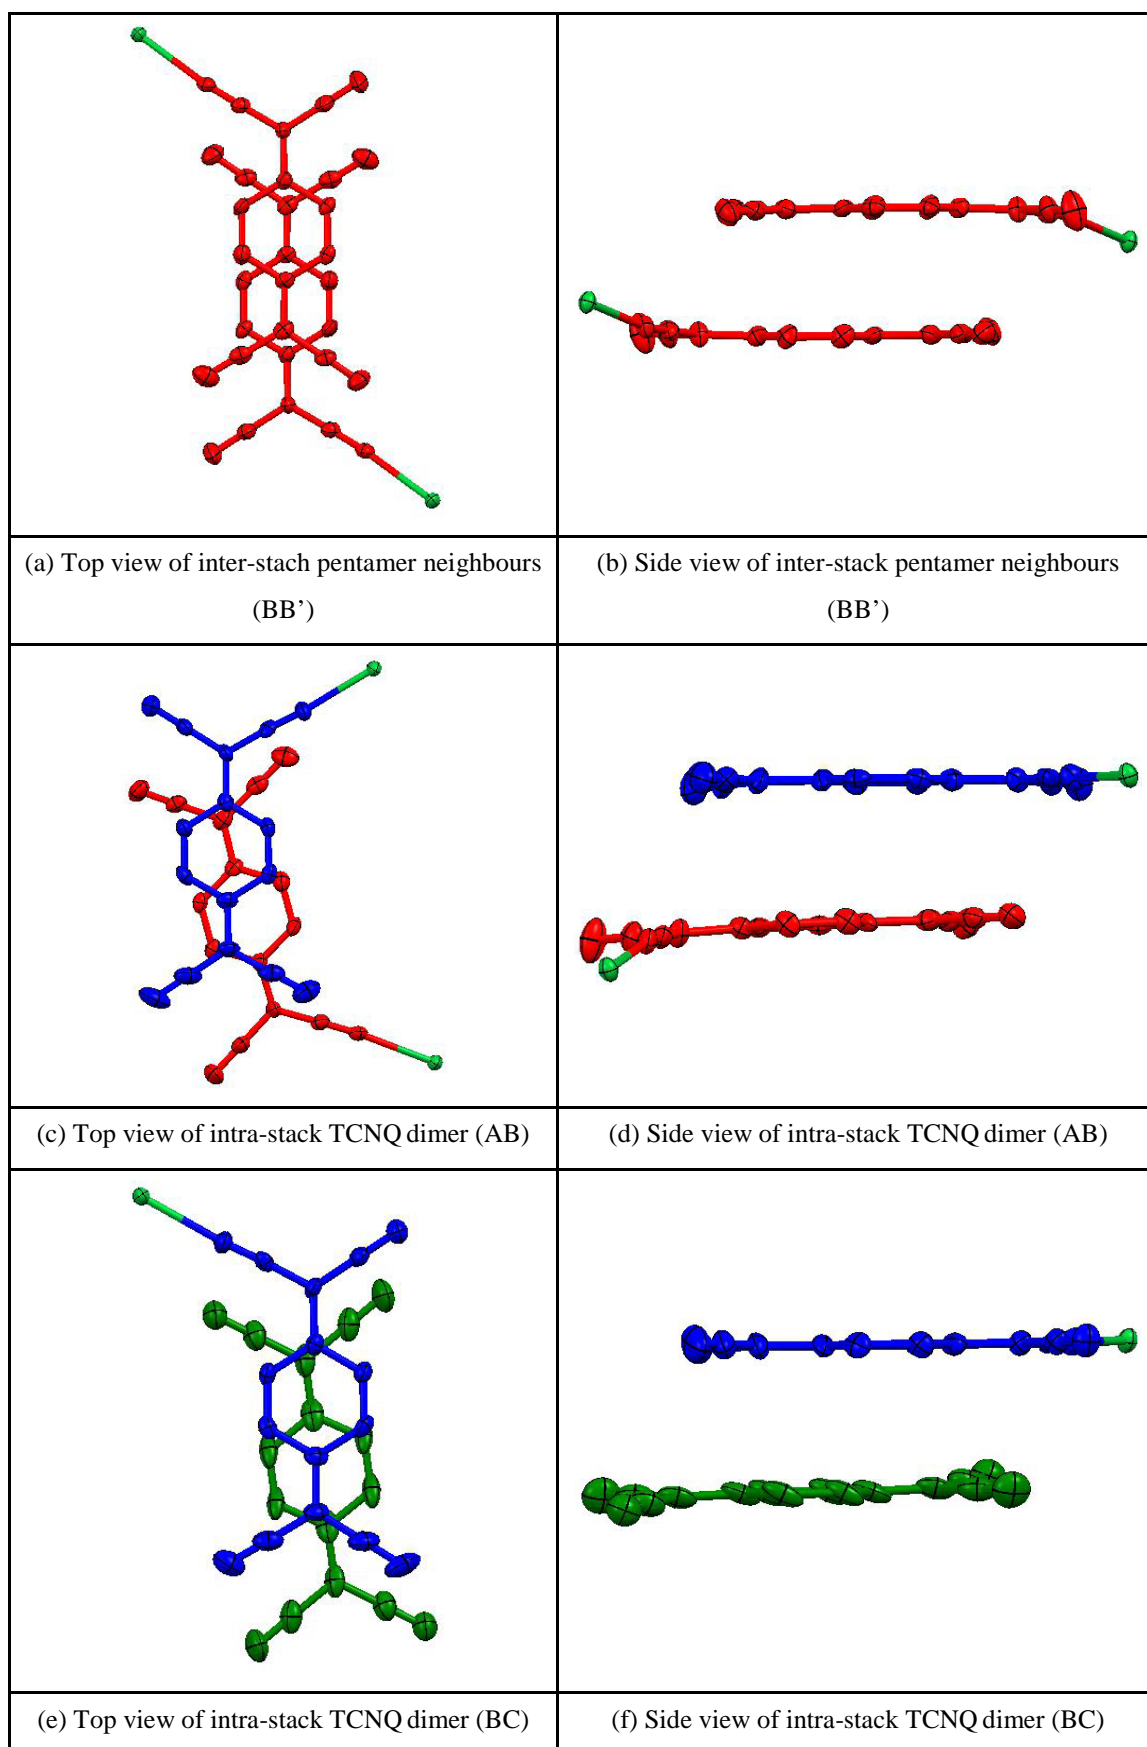 (a) Top view of inter-stach pentamer neighbours
(BB’)
(b) Side view of inter-stack pentamer neighbours
(BB’)
(c) Top view of intra-stack TCNQ dimer (AB)
(d) Side view of intra-stack TCNQ dimer (AB)
(e) Top view of intra-stack TCNQ dimer (BC)
(f) Side view of intra-stack TCNQ dimer (BC)